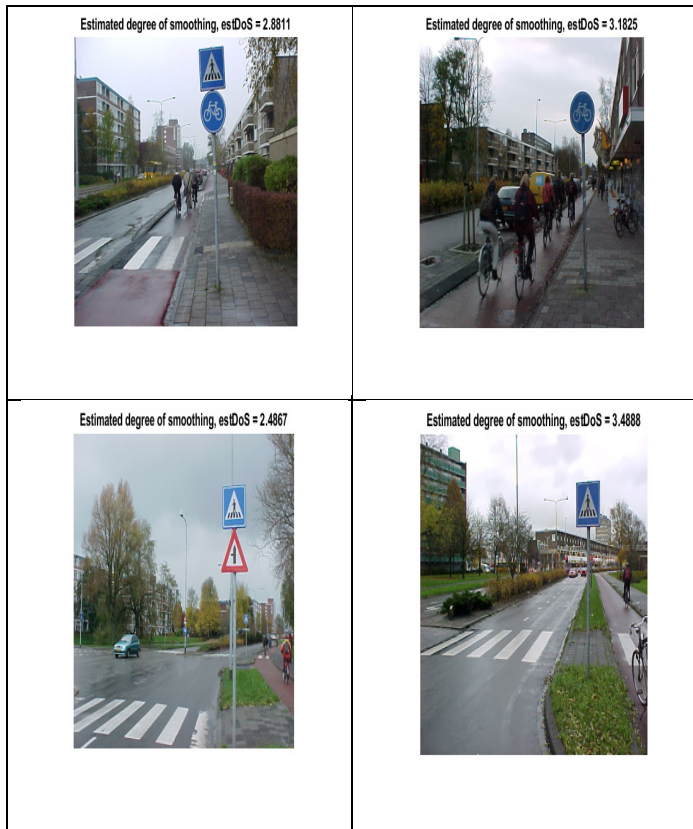 Estimated degree of smoothing, estDoS = 2.8811
Estimated degree of smoothing, estDoS = 3.1825
Estimated degree of smoothing, estDoS = 2.4867
Estimated degree of smoothing, estDoS = 3.4888